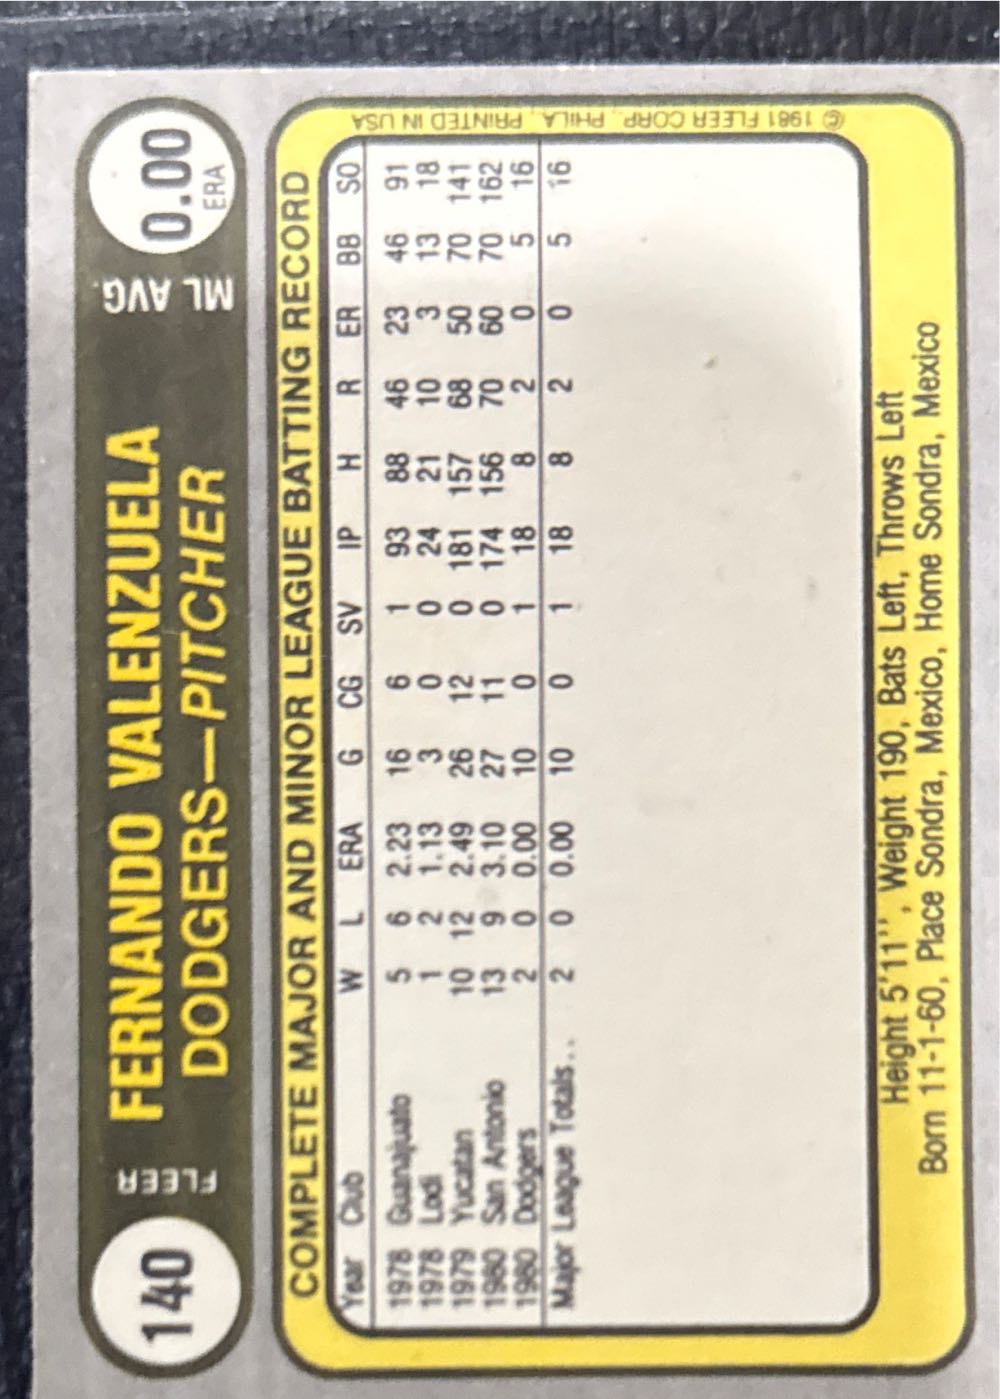 140 FLEER FERNANDO VALENZUELA ML AVG. 0.00
DODGERS—PITCHER ERA
COMPLETE MAJOR AND MINOR LEAGUE BATTING RECORD
Year Club W L ERA G CG SV IP H R ER BB SO
1978 Guanajuato 5 6 2.23 16 6 1 93 88 46 23 46 91
1978 Lodi 1 2 1.13 3 0 0 24 21 10 3 13 18
1979 Yucatan 10 12 2.49 26 12 0 181 157 68 50 70 141
1980 San Antonio 13 9 3.10 27 11 0 174 156 70 60 70 162
1980 Dodgers 2 0 0.00 10 0 1 18 8 2 0 5 16
Major League Totals.. 2 0 0.00 10 0 1 18 8 2 0 5 16
© 1981 FLEER CORP., PHILA., PRINTED IN USA
Height 5'11'', Weight 190, Bats Left, Throws Left
Born 11-1-60, Place Sondra, Mexico, Home Sondra, Mexico